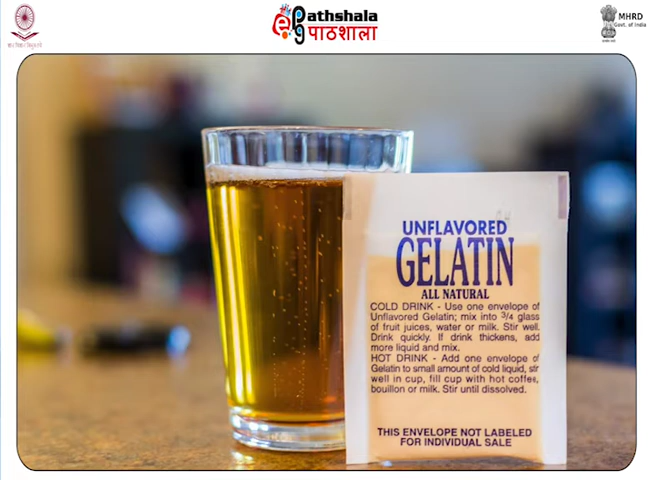 ePathshala
पाठशाला
MHRD
Govt. of India
UNFLAVORED
GELATIN
ALL NATURAL
COLD DRINK - Use one envelope of
Unflavored Gelatin; mix into 3/4 glass
of fruit juices, water or milk. Stir well.
Drink quickly. If drink thickens, add
more liquid and mix.
HOT DRINK - Add one envelope of
Gelatin to small amount of cold liquid, stir
well in cup, fill cup with hot coffee,
bouillon or milk. Stir until dissolved.
THIS ENVELOPE NOT LABELED
FOR INDIVIDUAL SALE